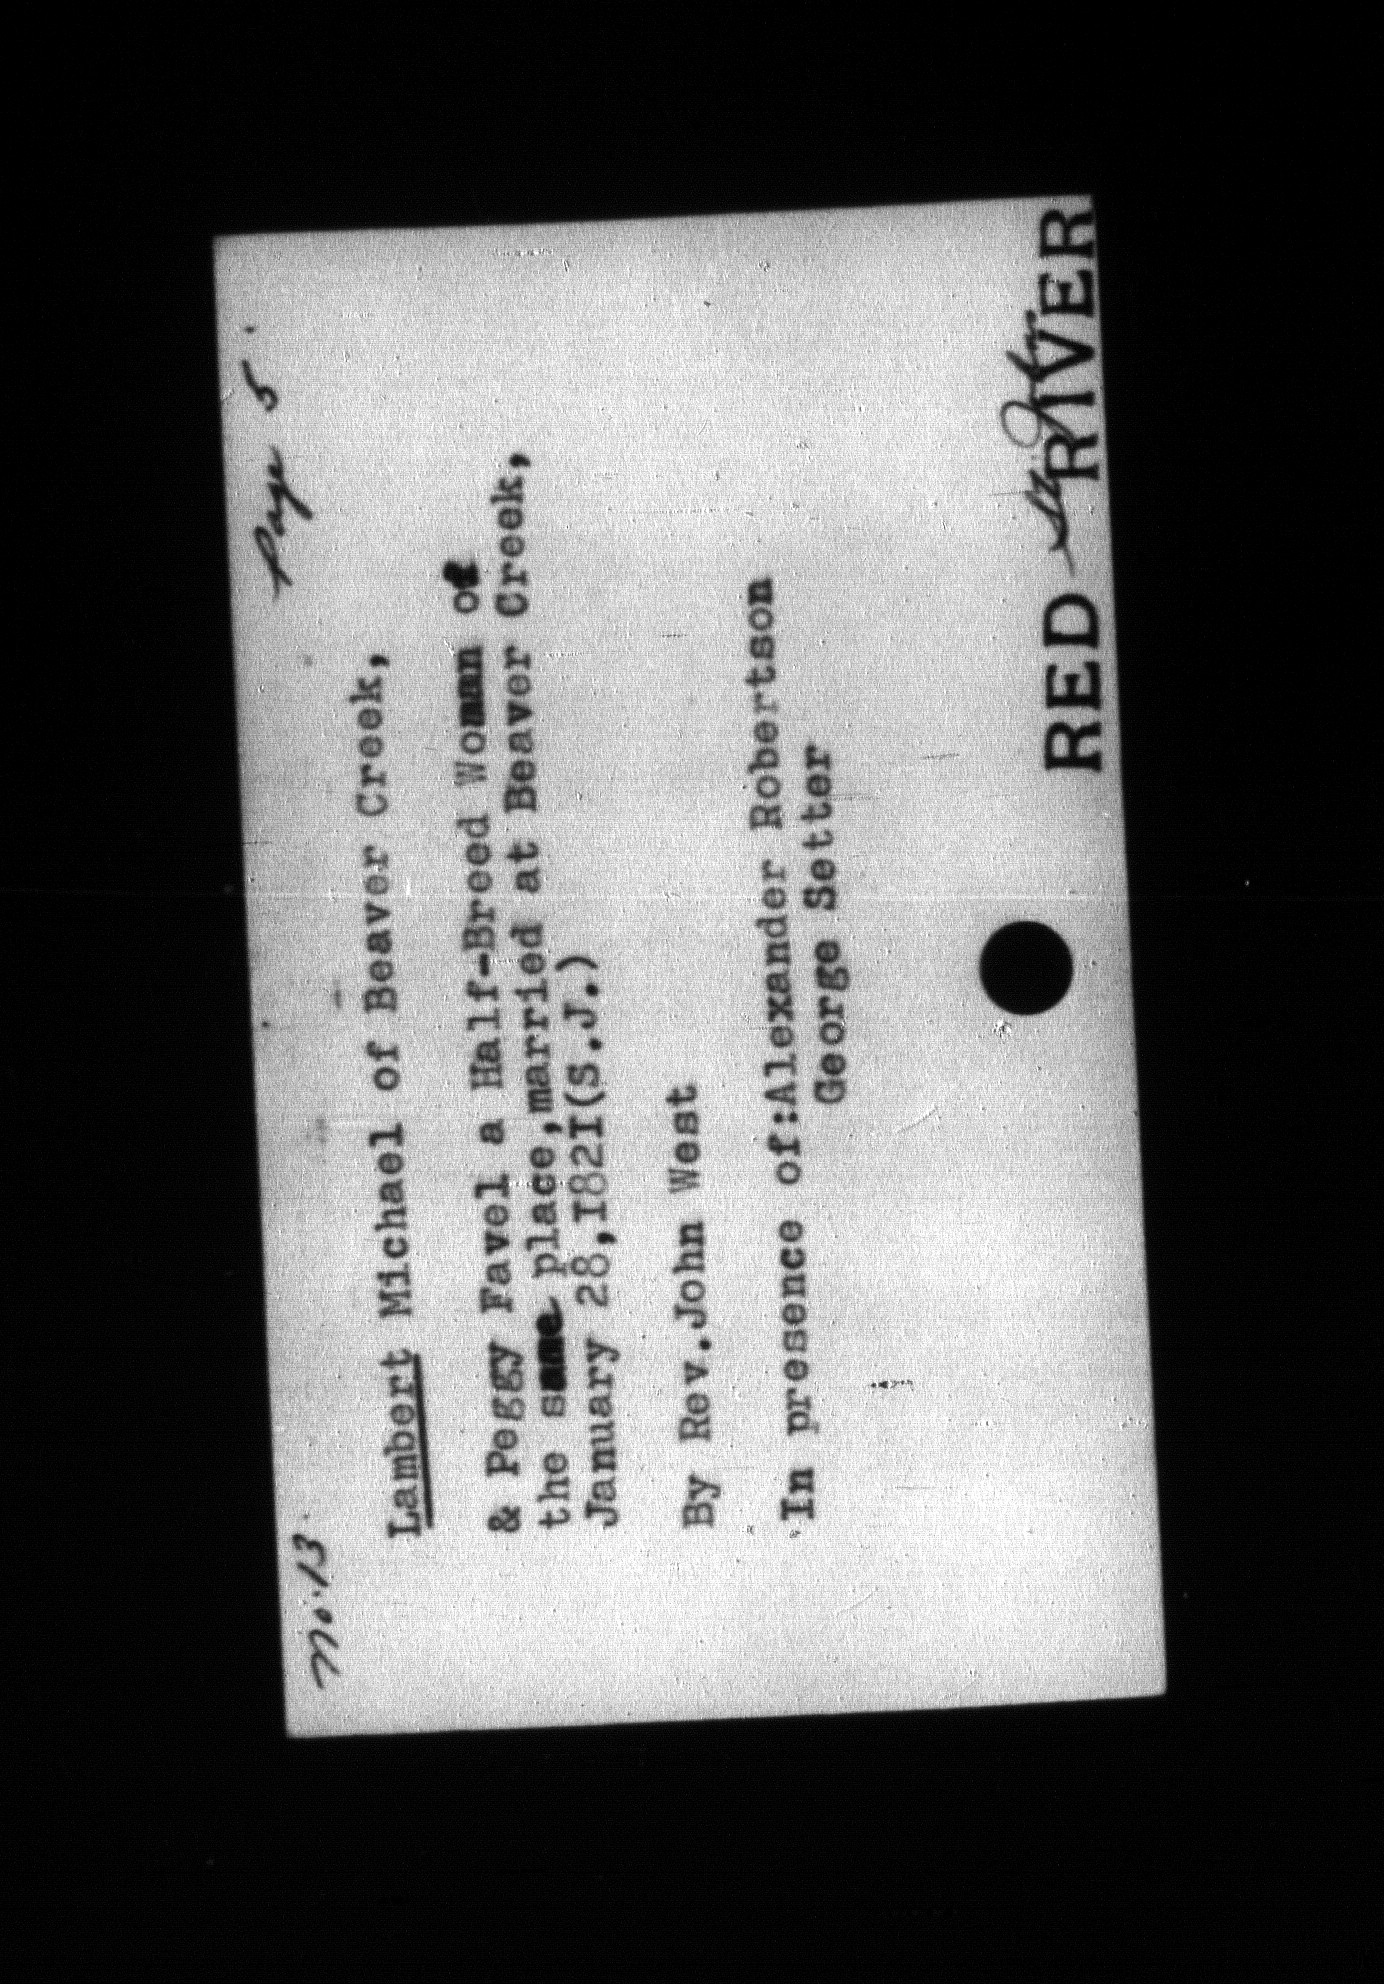 No. 13.
Page 5.
Lambert Michael of Beaver Creek,
& Peggy Favel a Half-Breed Woman of
the same place,married at Beaver Creek,
January 28,I82I(S.J.)
By Rev.John West
In presence of:Alexander Robertson
George Setter
St. John
RED RIVER